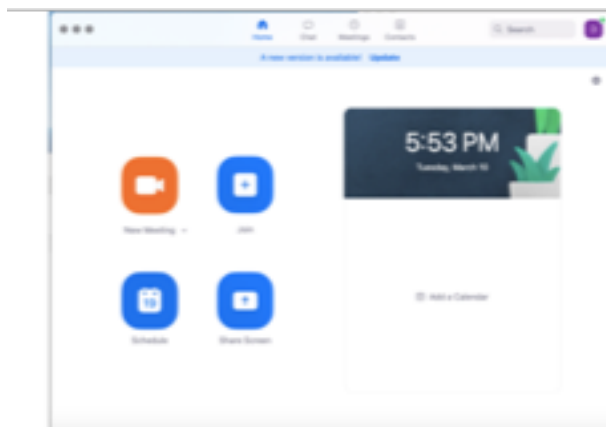 Home Chat Meetings Contacts Search
A new version is available! Update
5:53 PM
Tuesday, March 10
New Meeting Join
19
Schedule Share Screen
Add a Calendar